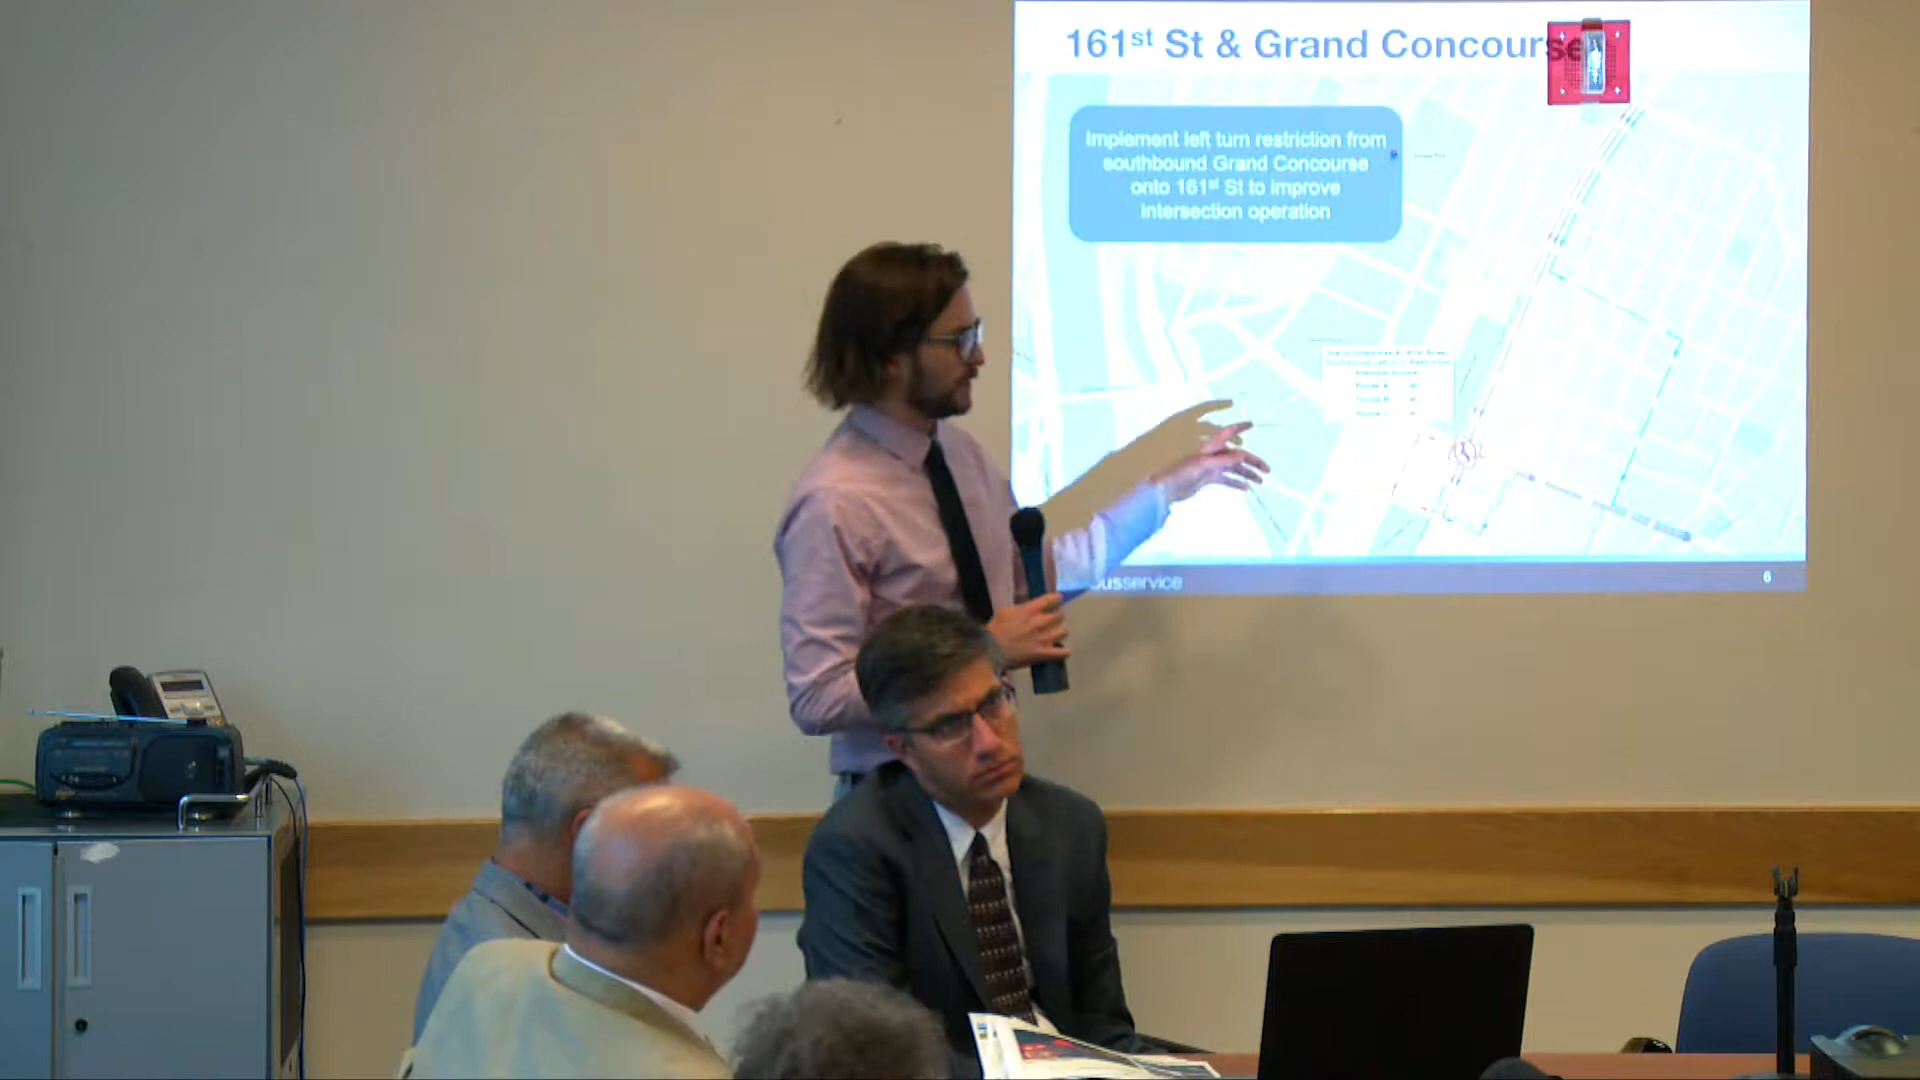 161st St & Grand Concourse
Implement left turn restriction from
southbound Grand Concourse
onto 161st St to improve
intersection operation
busservice
6